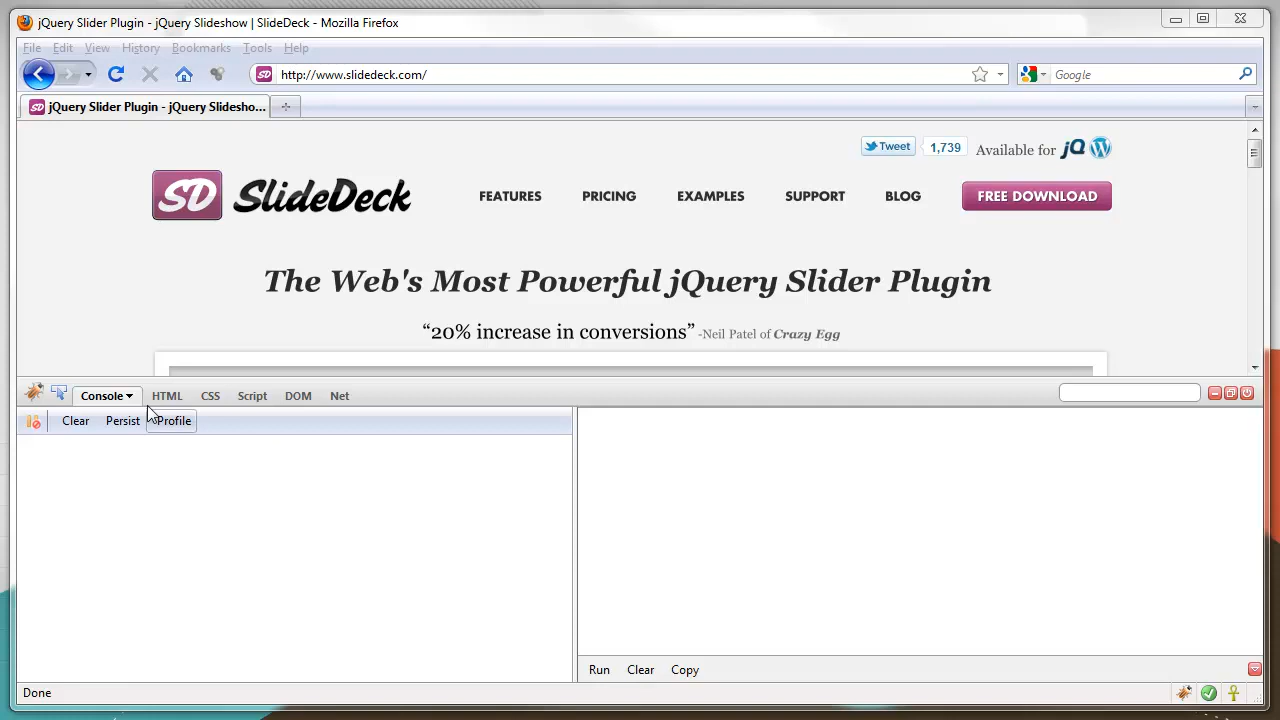 jQuery Slider Plugin - jQuery Slideshow | SlideDeck - Mozilla Firefox
File Edit View History Bookmarks Tools Help
SD http://www.slidedeck.com/ Google
SD jQuery Slider Plugin - jQuery Slidesho...
Tweet 1,739 Available for jQ W
SD SlideDeck FEATURES PRICING EXAMPLES SUPPORT BLOG FREE DOWNLOAD
The Web's Most Powerful jQuery Slider Plugin
“20% increase in conversions” -Neil Patel of Crazy Egg
Console HTML CSS Script DOM Net
Clear Persist Profile
Run Clear Copy
Done